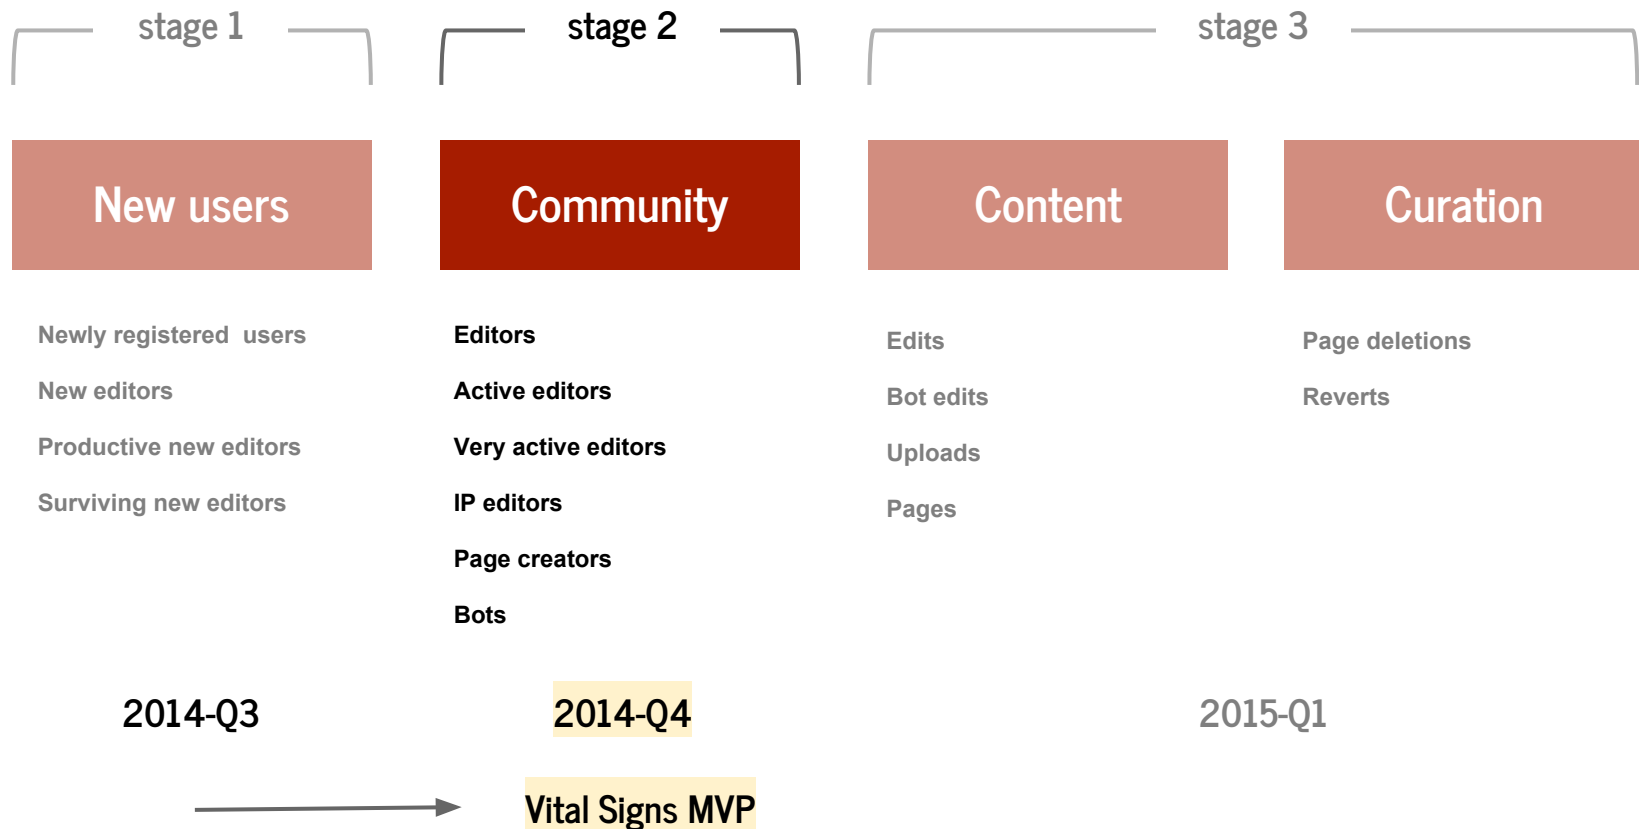 stage 1
stage 2
stage 3
New users
Community
Content
Curation
Newly registered users
New editors
Productive new editors
Surviving new editors
Editors
Active editors
Very active editors
IP editors
Page creators
Bots
Edits
Bot edits
Uploads
Pages
Page deletions
Reverts
2014-Q3
2014-Q4
2015-Q1
Vital Signs MVP